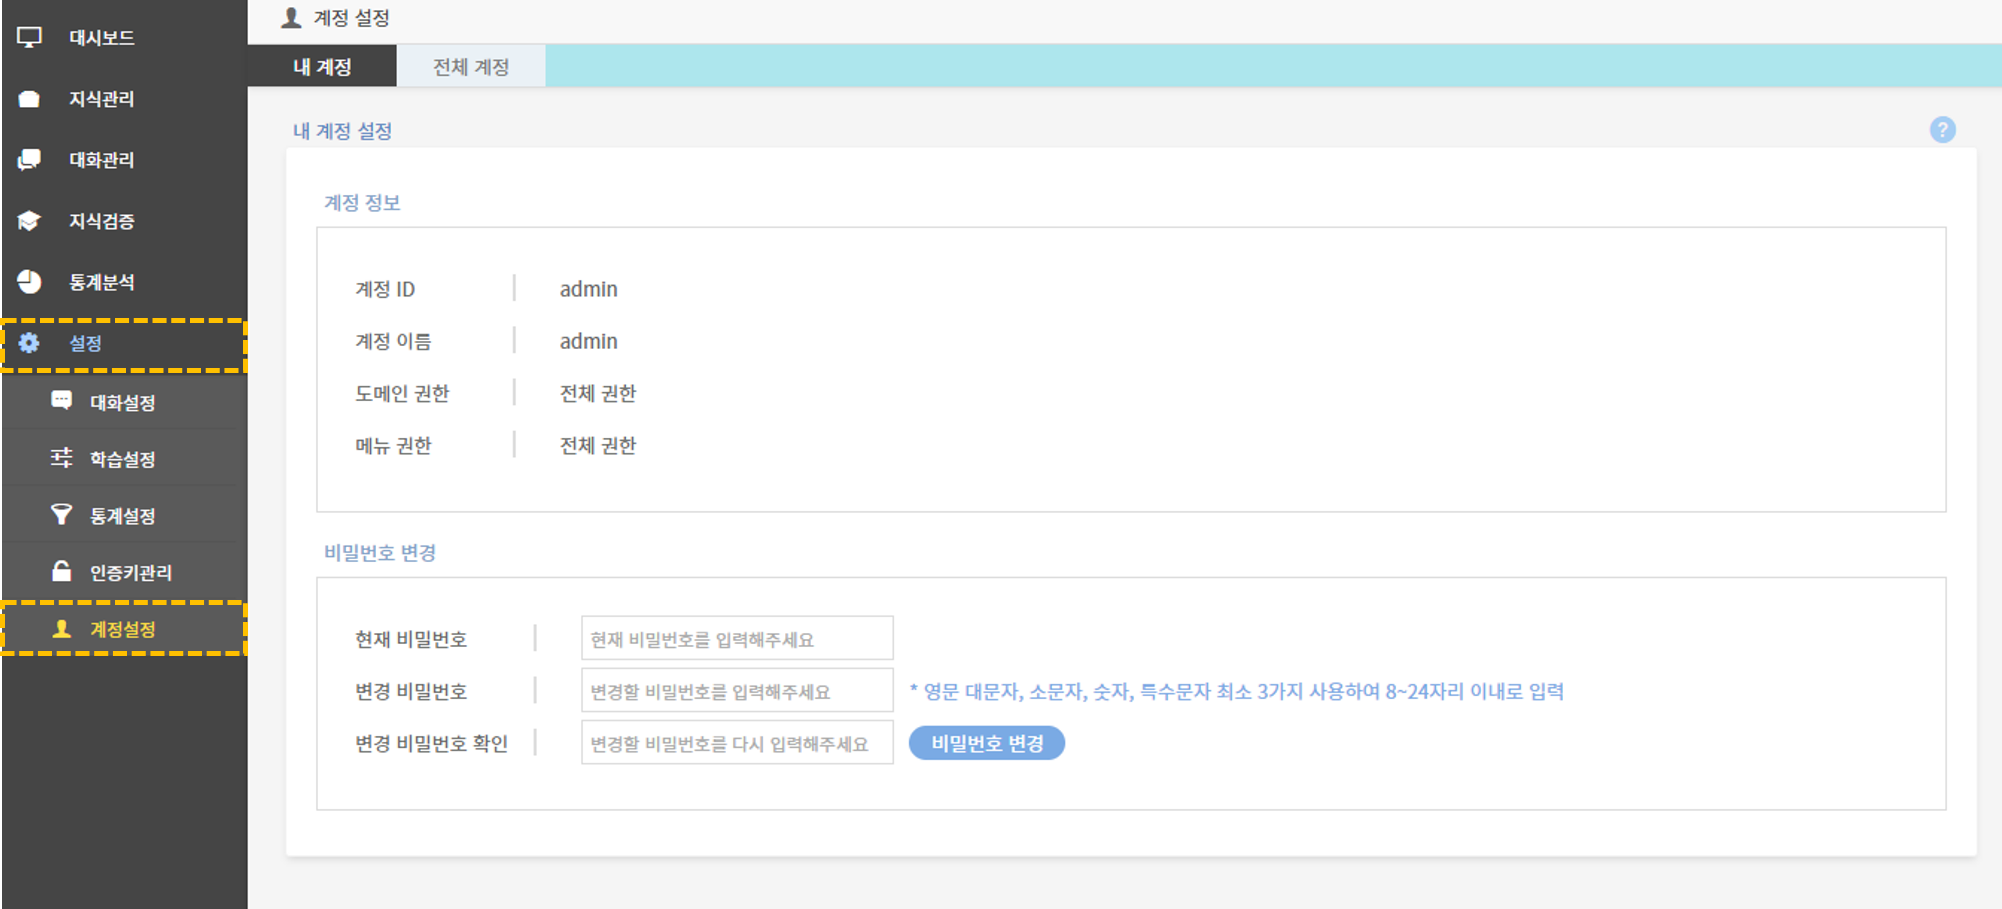 대시보드
지식관리
대화관리
지식검증
통계분석
설정
대화설정
학습설정
통계설정
인증키관리
계정설정
계정 설정
내 계정
전체 계정
내 계정 설정
?
계정 정보
계정 ID admin
계정 이름 admin
도메인 권한 전체 권한
메뉴 권한 전체 권한
비밀번호 변경
현재 비밀번호 현재 비밀번호를 입력해주세요
변경 비밀번호 변경할 비밀번호를 입력해주세요 * 영문 대문자, 소문자, 숫자, 특수문자 최소 3가지 사용하여 8~24자리 이내로 입력
변경 비밀번호 확인 변경할 비밀번호를 다시 입력해주세요 비밀번호 변경